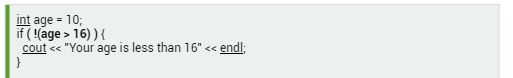 int age = 10;
if ( !(age > 16) ) {
cout << "Your age is less than 16" << endl;
}